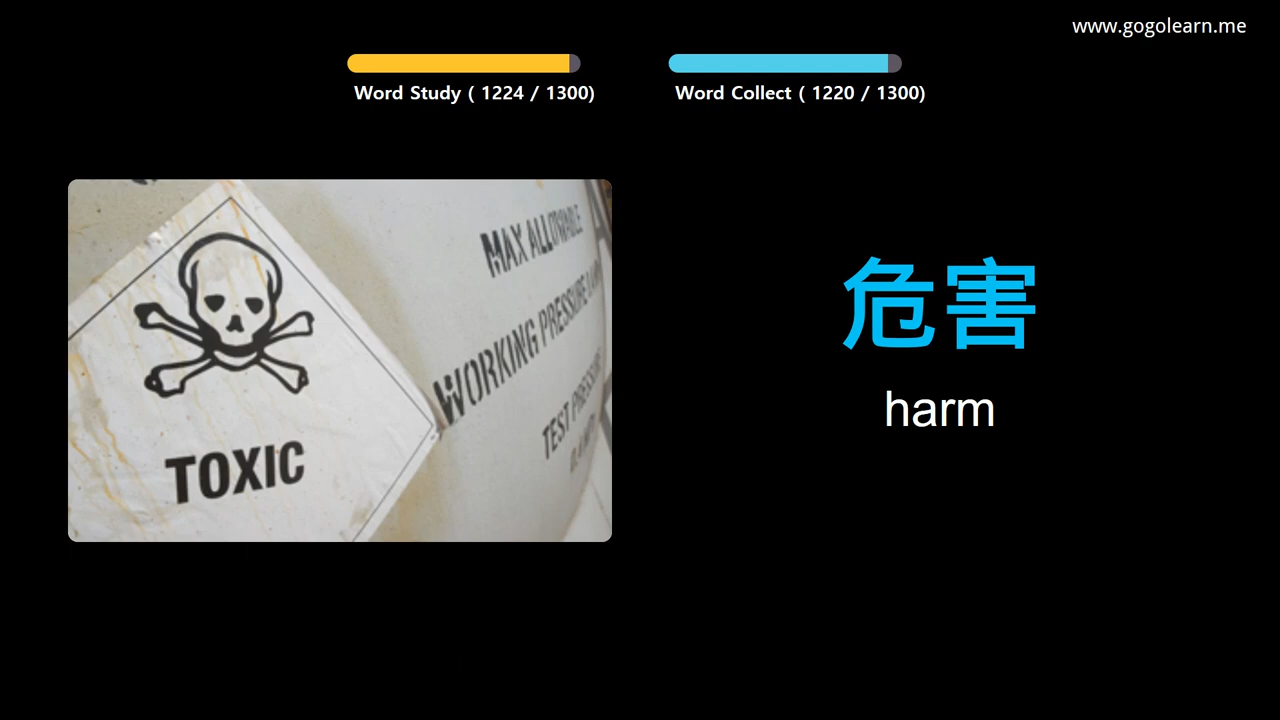 www.gogolearn.me
Word Study ( 1224 / 1300)
Word Collect ( 1220 / 1300)
TOXIC
MAX ALLOWABLE
WORKING PRESSURE
TEST PRESSURE
危害
harm